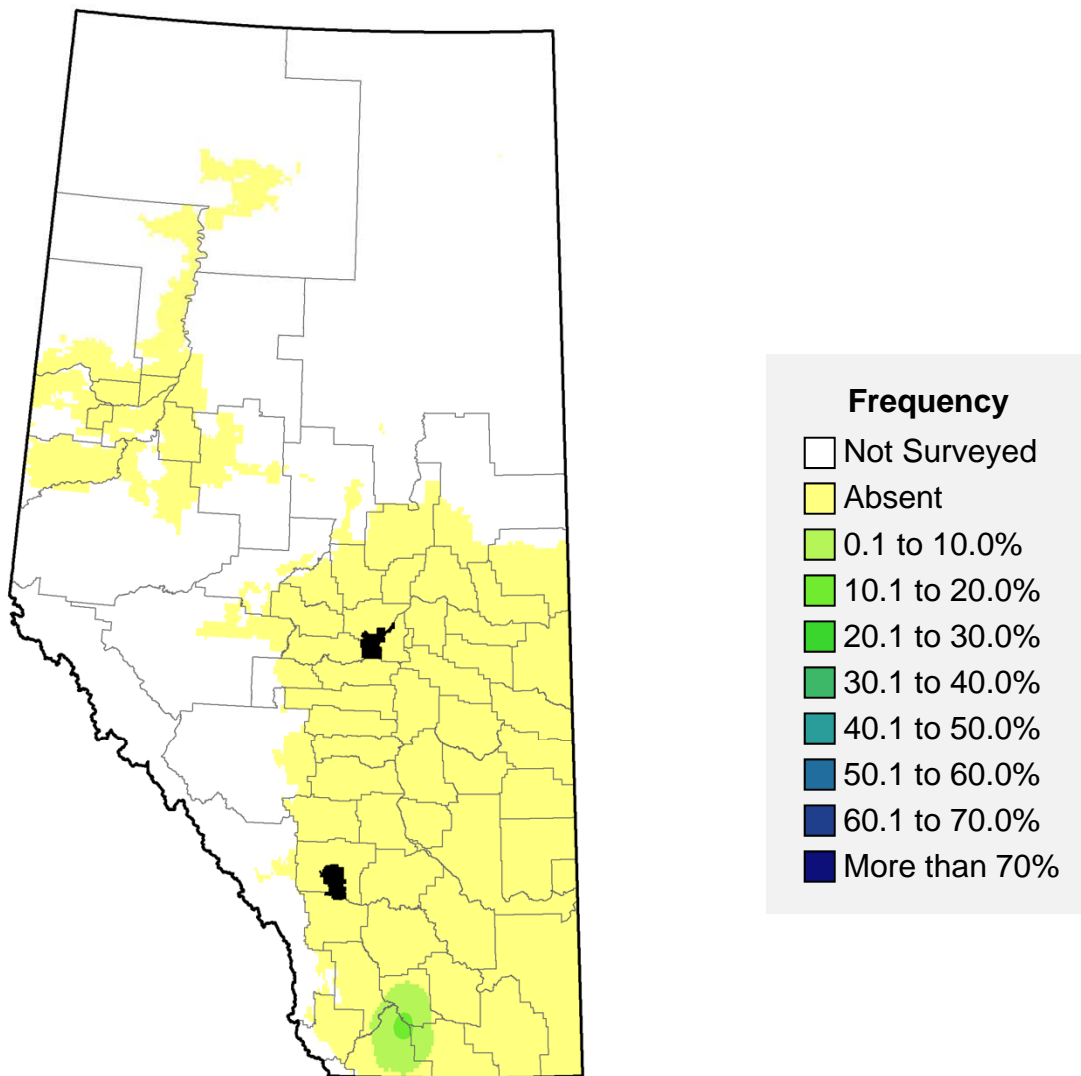 Frequency
Not Surveyed
Absent
0.1 to 10.0%
10.1 to 20.0%
20.1 to 30.0%
30.1 to 40.0%
40.1 to 50.0%
50.1 to 60.0%
60.1 to 70.0%
More than 70%